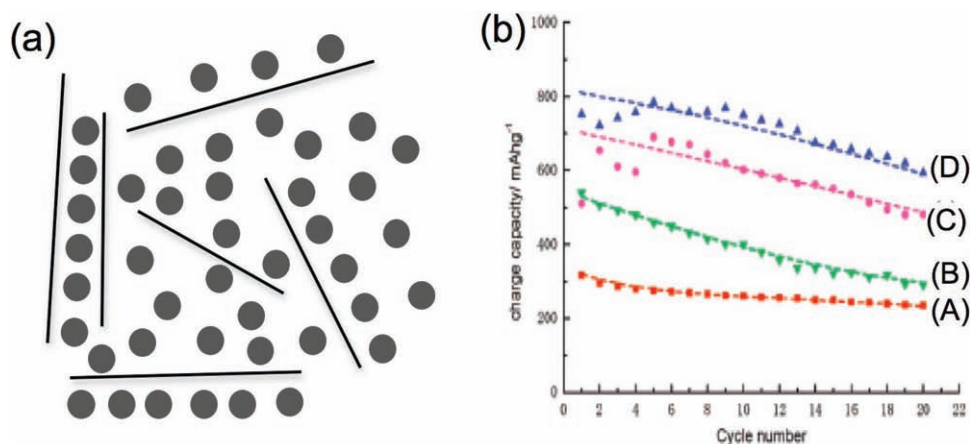 (a)
(b)
1000
800
600
400
200
0
charge capacity/ mAhg⁻¹
(D)
(C)
(B)
(A)
0 2 4 6 8 10 12 14 16 18 20 22
Cycle number